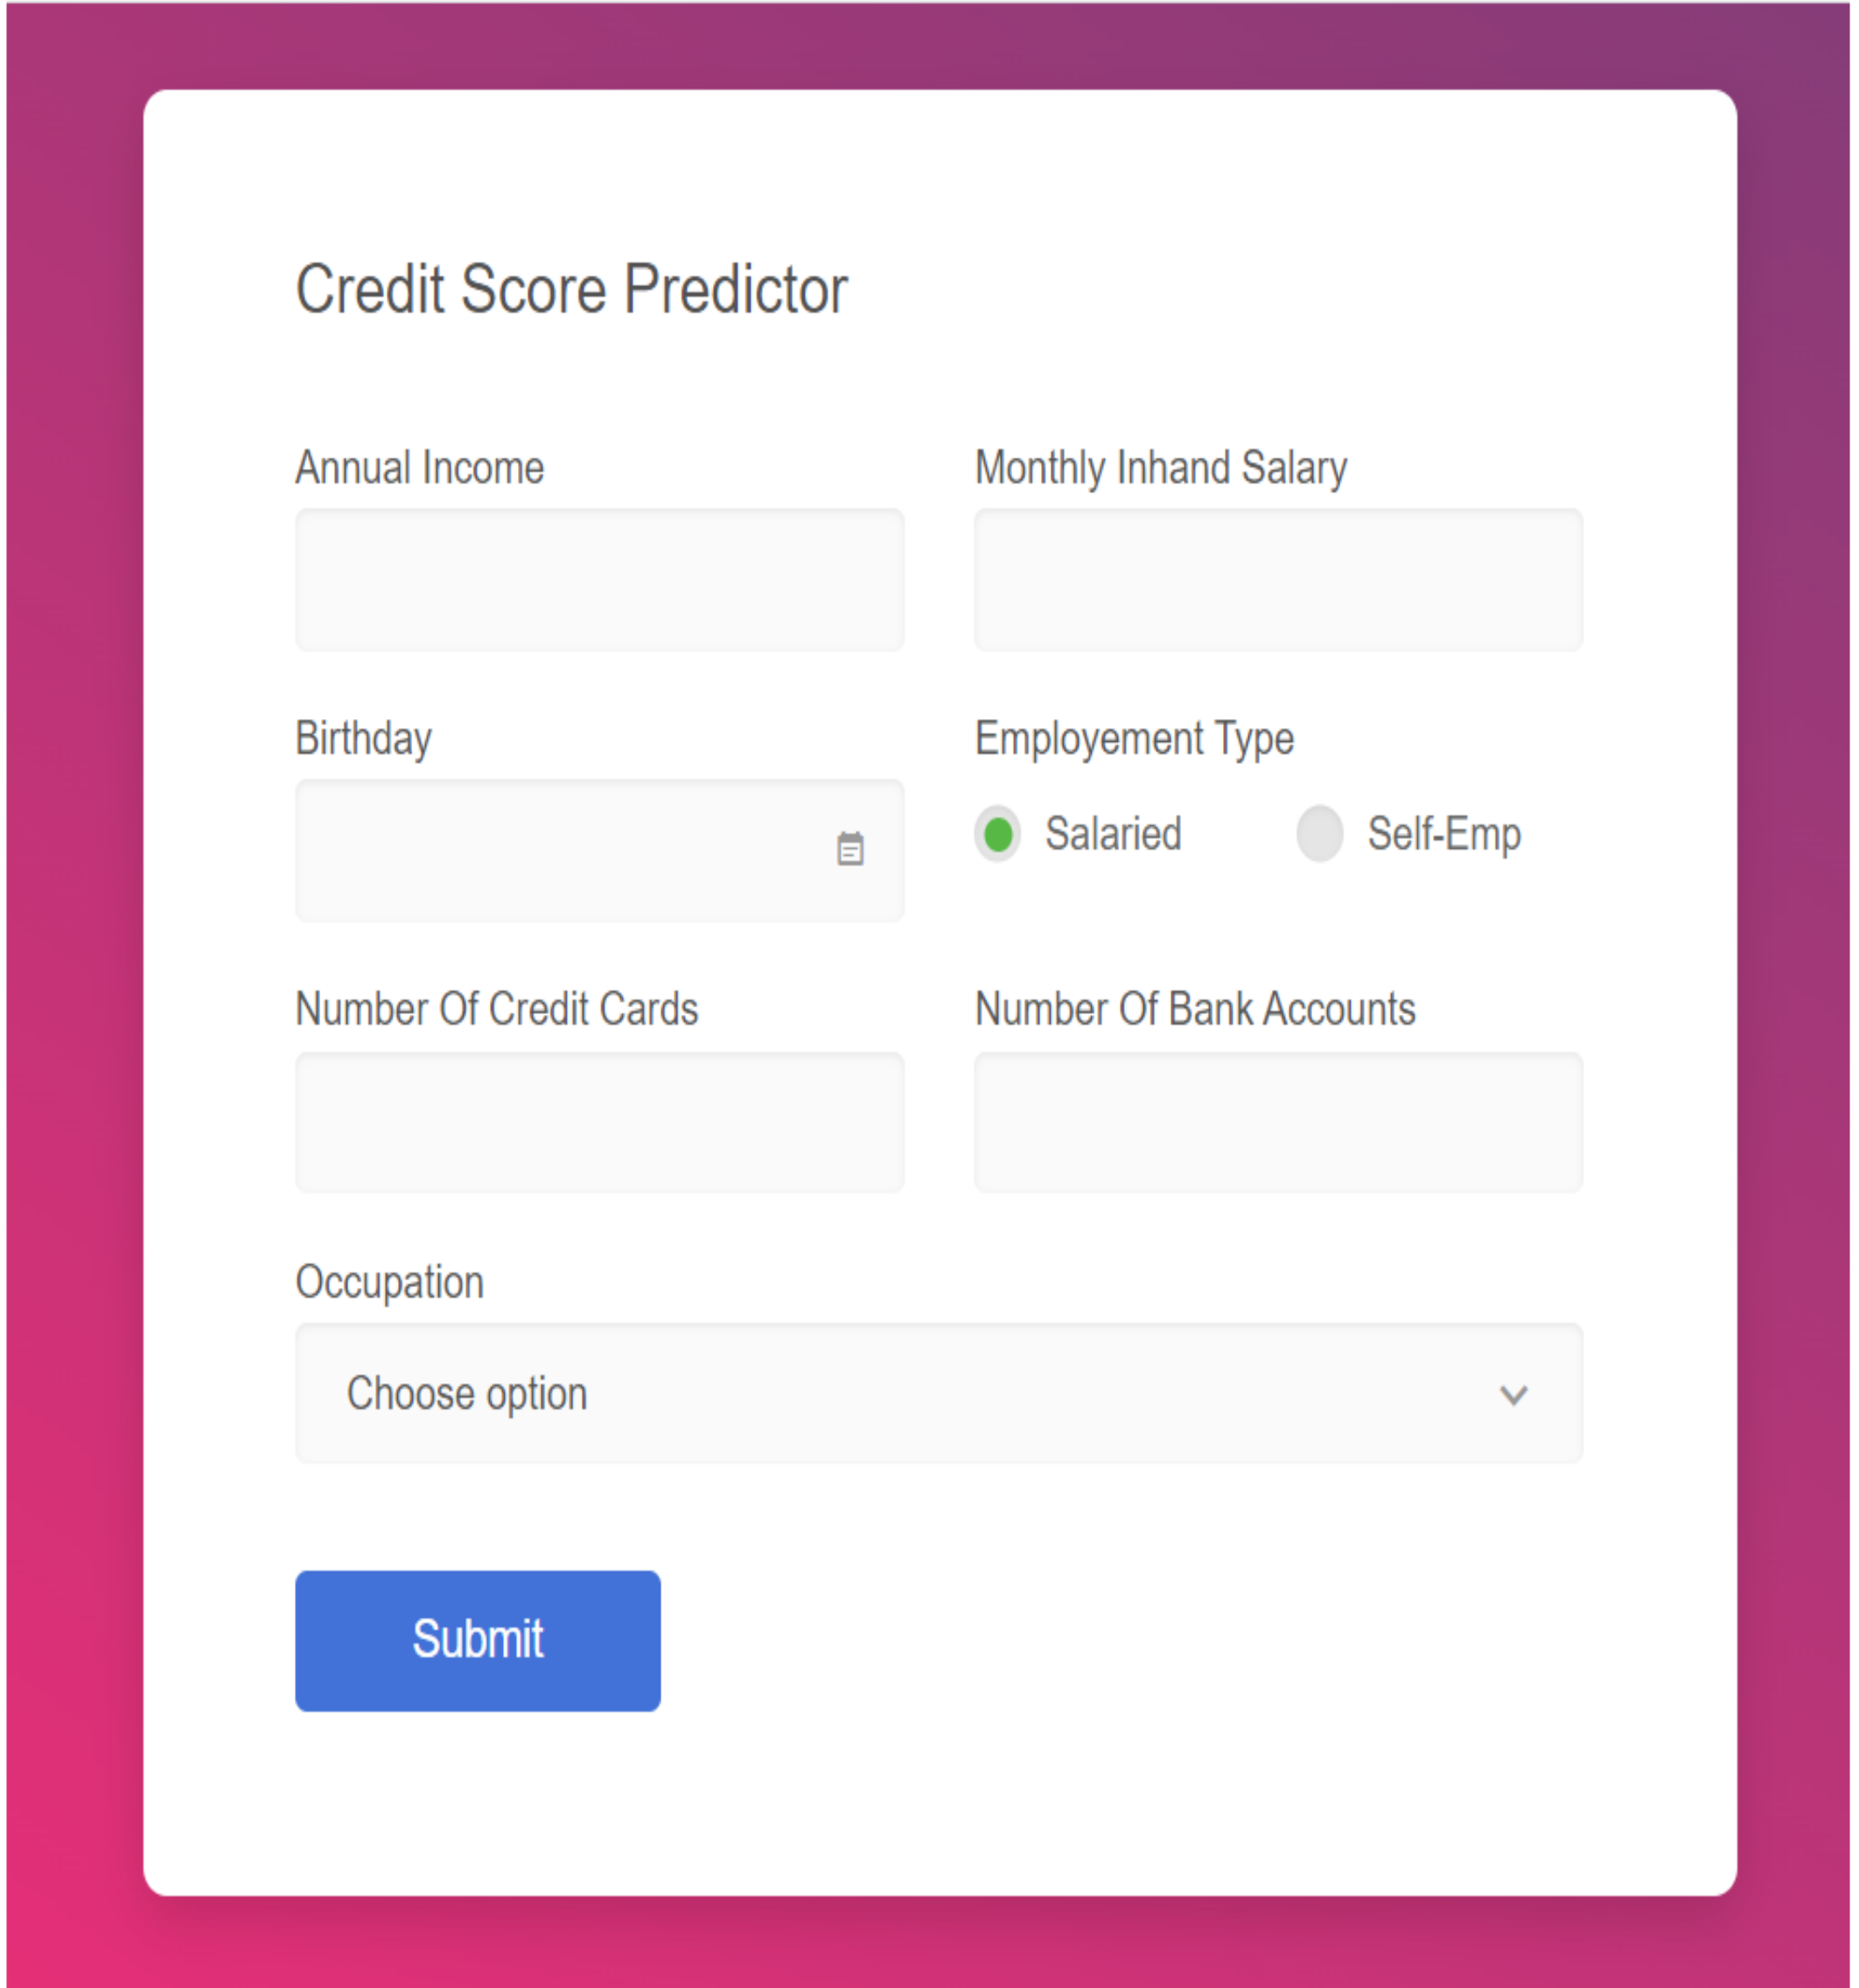 Credit Score Predictor
Annual Income
Monthly Inhand Salary
Birthday
Employement Type
Salaried
Self-Emp
Number Of Credit Cards
Number Of Bank Accounts
Occupation
Choose option
Submit